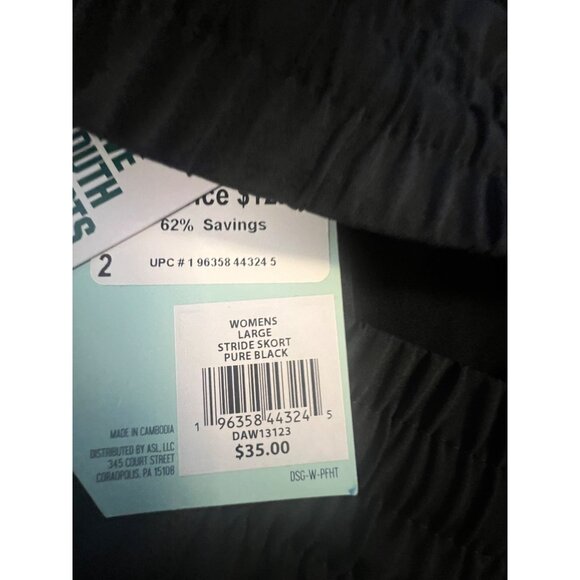 62% Savings
2
UPC # 1 96358 44324 5
WOMENS
LARGE
STRIDE SKORT
PURE BLACK
1 96358 44324 5
DAW13123
$35.00
MADE IN CAMBODIA
DISTRIBUTED BY ASL, LLC
345 COURT STREET
CORAOPOLIS, PA 15108
DSG-W-PFHT